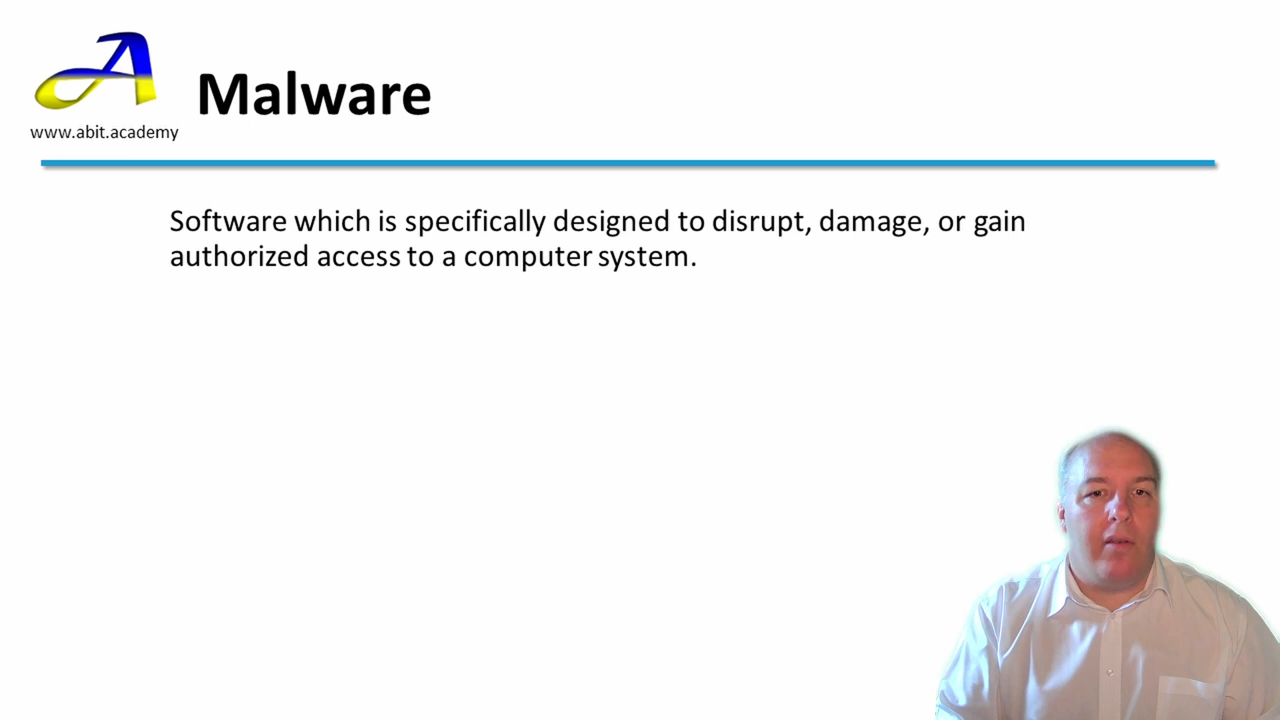 Malware
www.abit.academy
Software which is specifically designed to disrupt, damage, or gain
authorized access to a computer system.